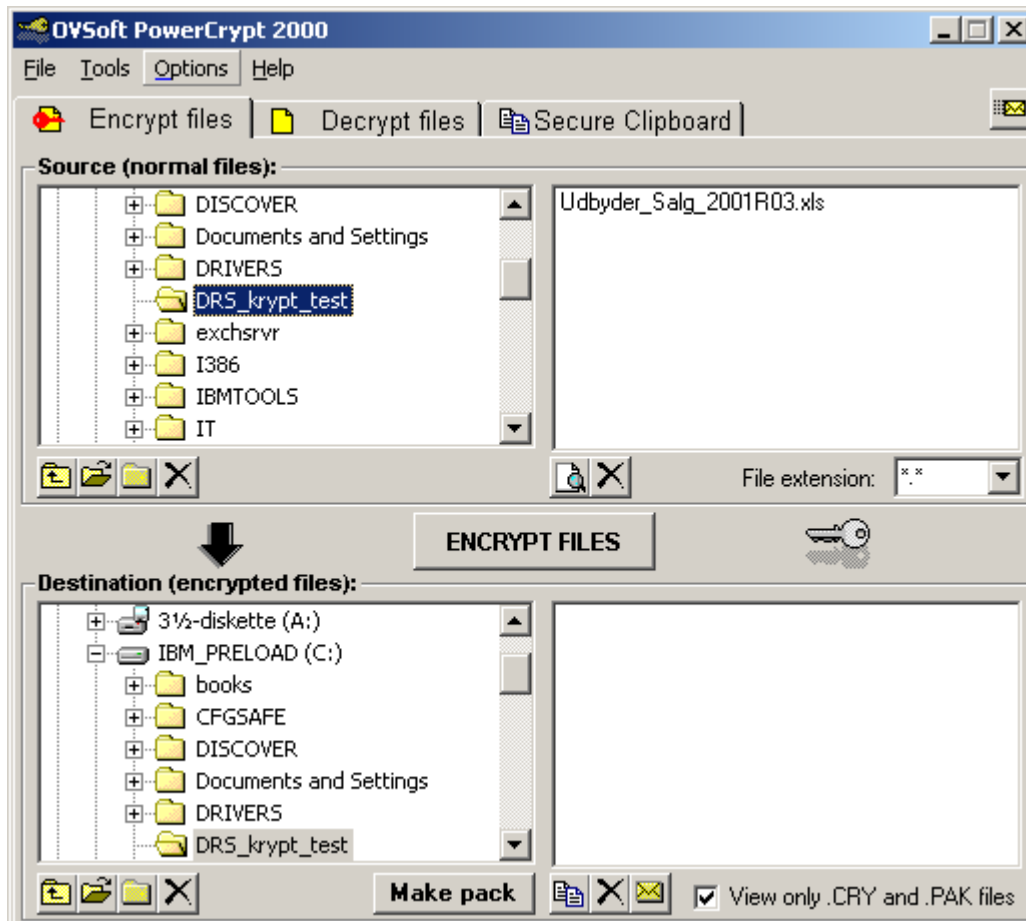 OVSoft PowerCrypt 2000
File Tools Options Help
Encrypt files Decrypt files Secure Clipboard
Source (normal files):
DISCOVER
Documents and Settings
DRIVERS
DRS_krypt_test
exchsrvr
I386
IBMTOOLS
IT
Udbyder_Salg_2001R03.xls
File extension: *.*
ENCRYPT FILES
Destination (encrypted files):
3½-diskette (A:)
IBM_PRELOAD (C:)
books
CFGSAFE
DISCOVER
Documents and Settings
DRIVERS
DRS_krypt_test
Make pack
View only .CRY and .PAK files